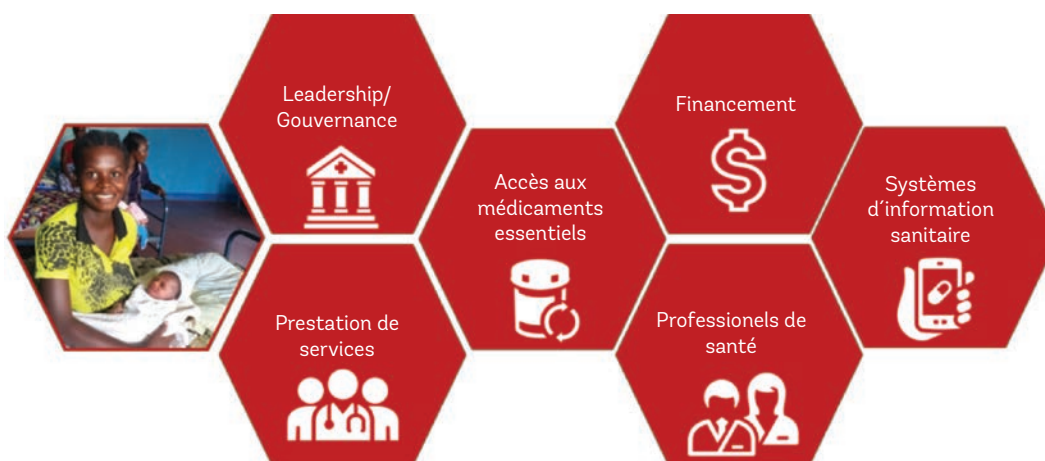 Leadership/
Gouvernance
Prestation de
services
Accès aux
médicaments
essentiels
Financement
Professionels de
santé
Systèmes
d´information
sanitaire